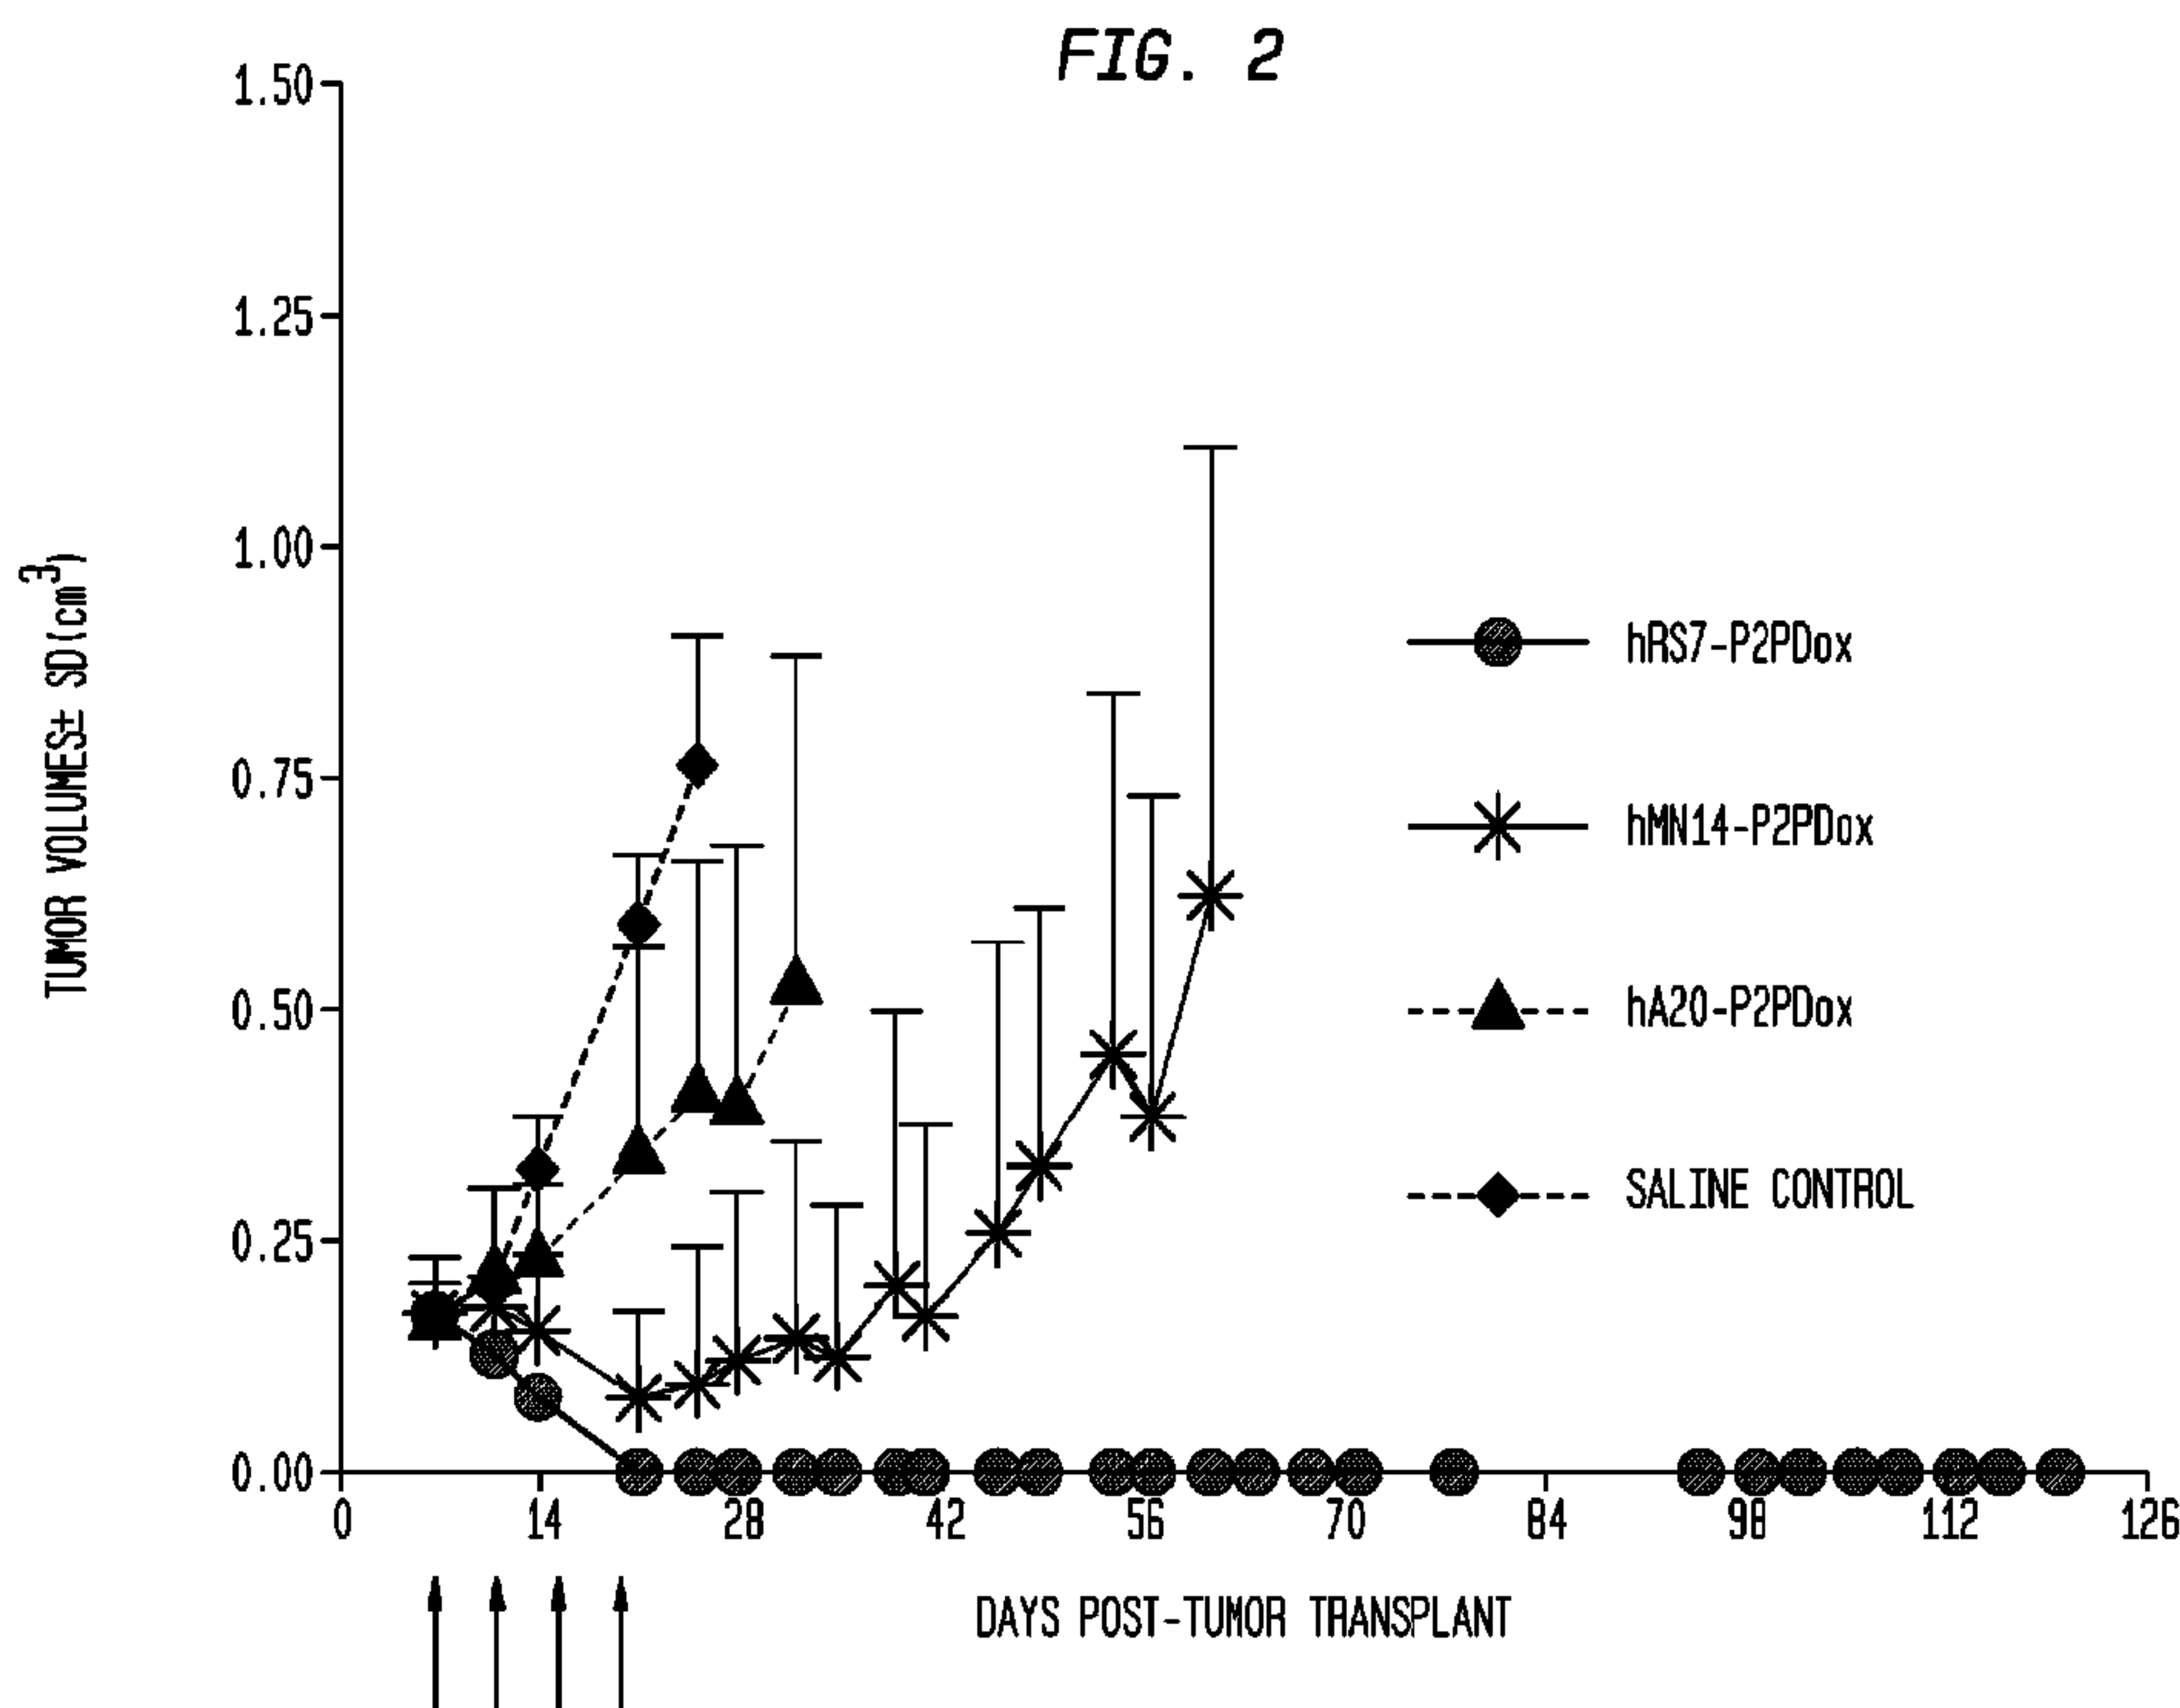 FIG. 2
1.50
1.25
1.00
0.75
0.50
0.25
0.00
TUMOR VOLUMES± SD(cm³)
hRS7-P2PDox
hMN14-P2PDox
hA20-P2PDox
SALINE CONTROL
0 14 28 42 56 70 84 98 112 126
DAYS POST-TUMOR TRANSPLANT